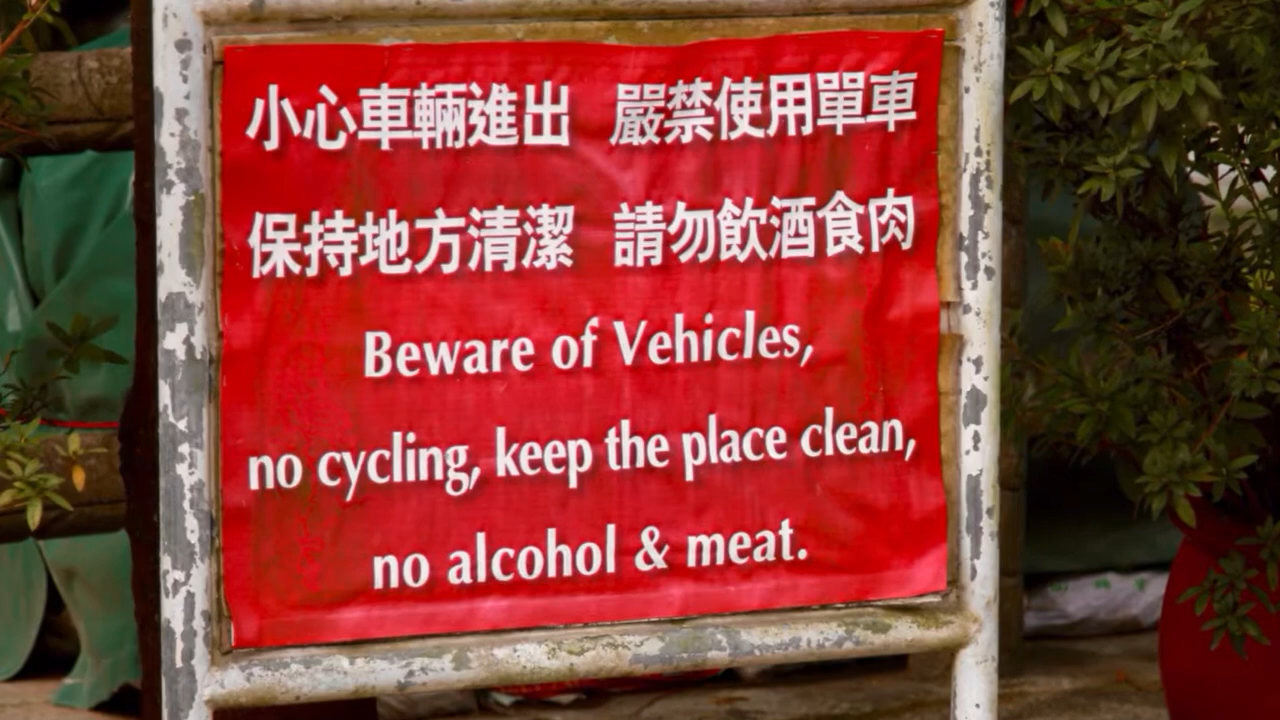 小心車輛進出 嚴禁使用單車
保持地方清潔 請勿飲酒食肉
Beware of Vehicles,
no cycling, keep the place clean,
no alcohol & meat.